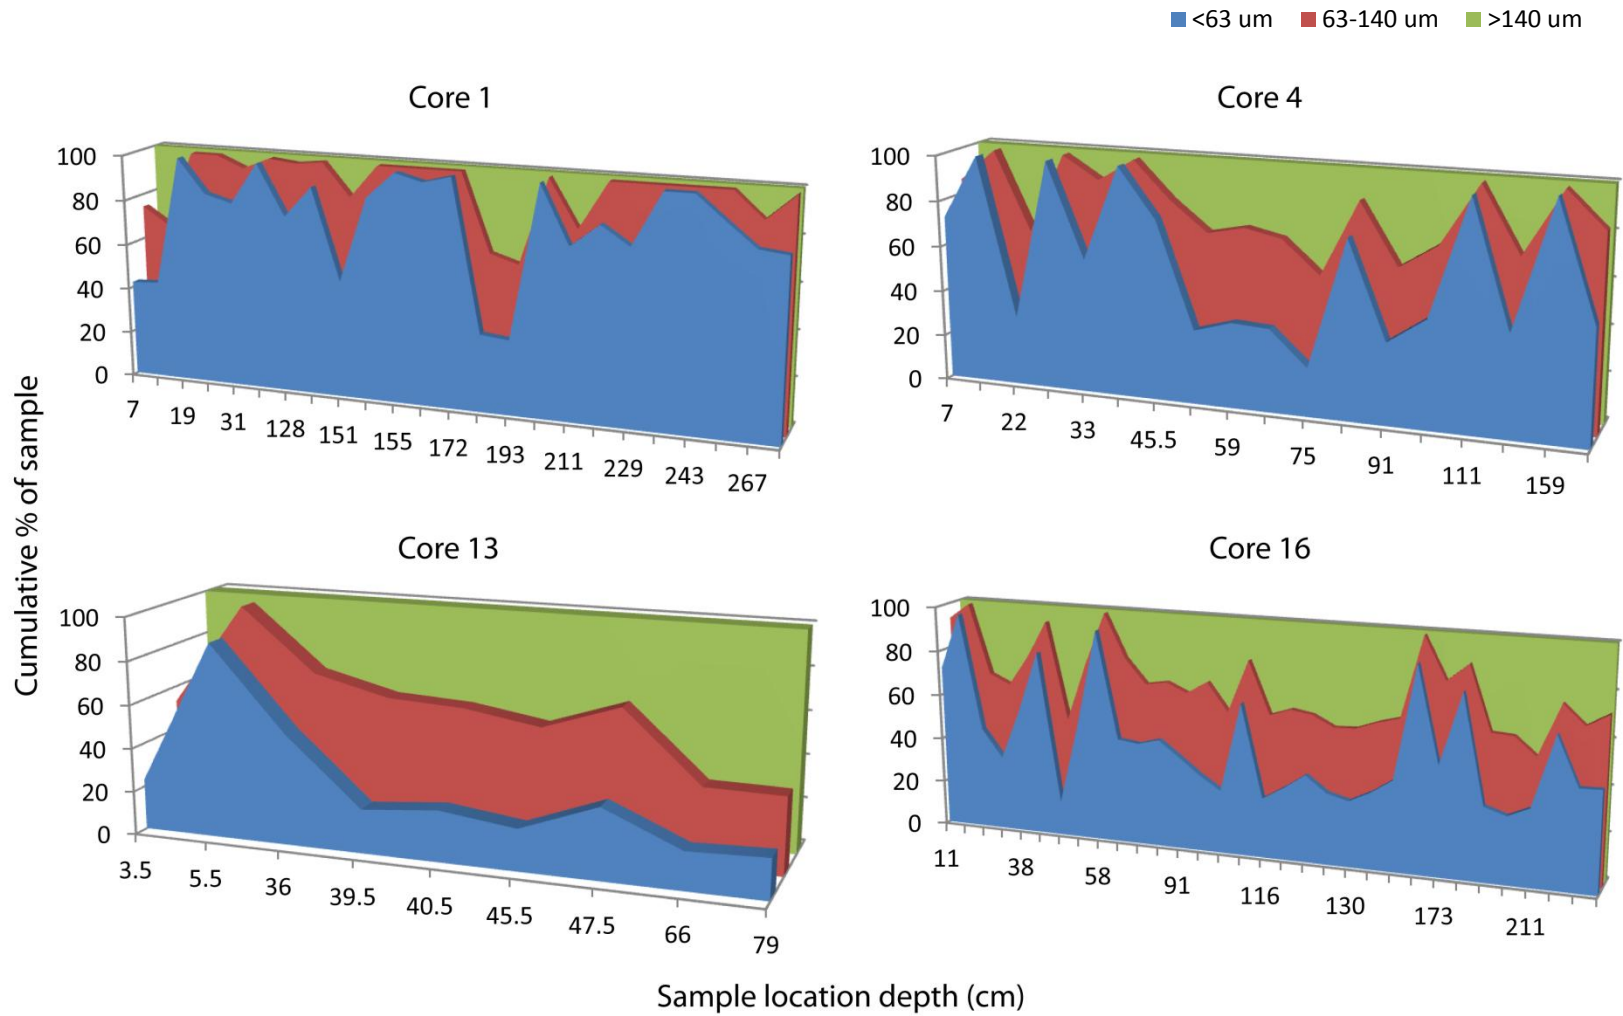 <63 um 63-140 um >140 um
Core 1
100
80
60
40
20
0
7 19 31 128 151 155 172 193 211 229 243 267
Core 4
100
80
60
40
20
0
7 22 33 45.5 59 75 91 111 159
Cumulative % of sample
Core 13
100
80
60
40
20
0
3.5 5.5 36 39.5 40.5 45.5 47.5 66 79
Core 16
100
80
60
40
20
0
11 38 58 91 116 130 173 211
Sample location depth (cm)